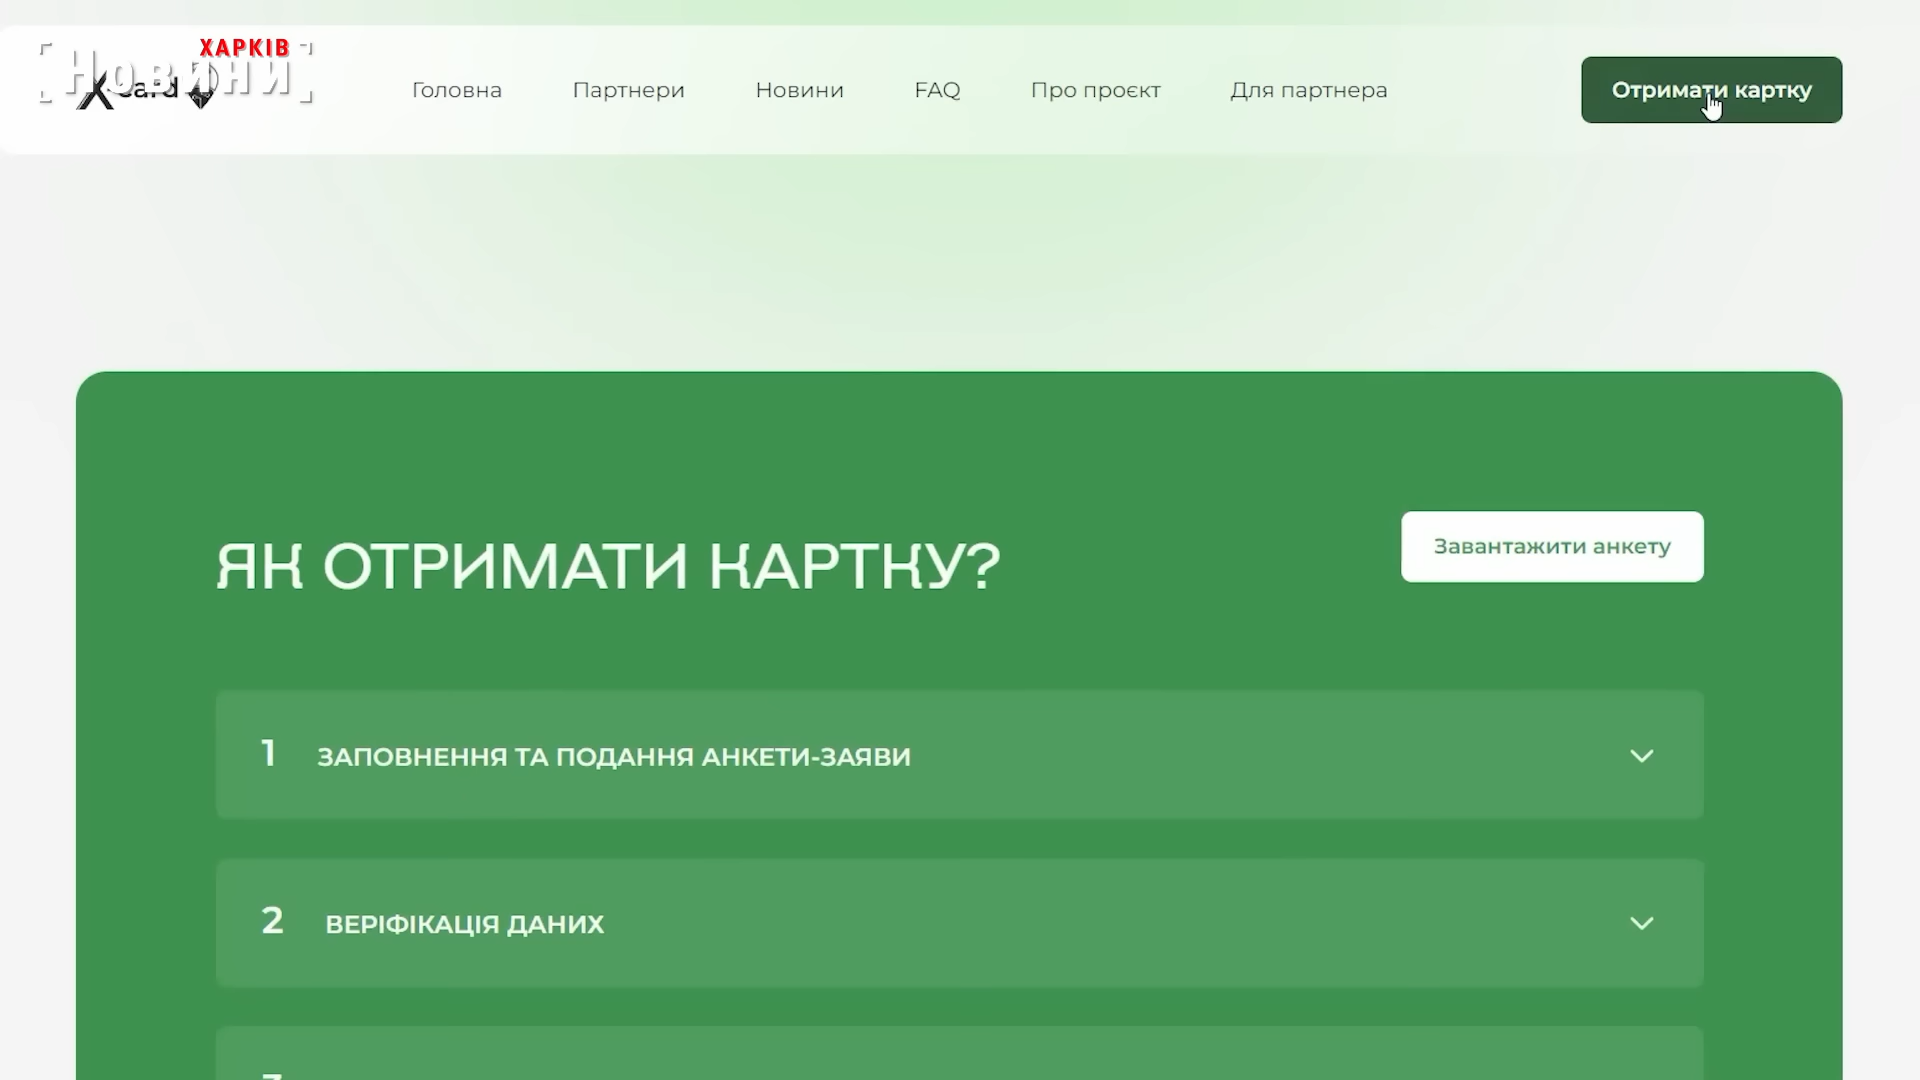 ХАРКІВ
Новини
X card
Головна
Партнери
Новини
FAQ
Про проєкт
Для партнера
Отримати картку
ЯК ОТРИМАТИ КАРТКУ?
Завантажити анкету
1 ЗАПОВНЕННЯ ТА ПОДАННЯ АНКЕТИ-ЗАЯВИ
2 ВЕРІФІКАЦІЯ ДАНИХ